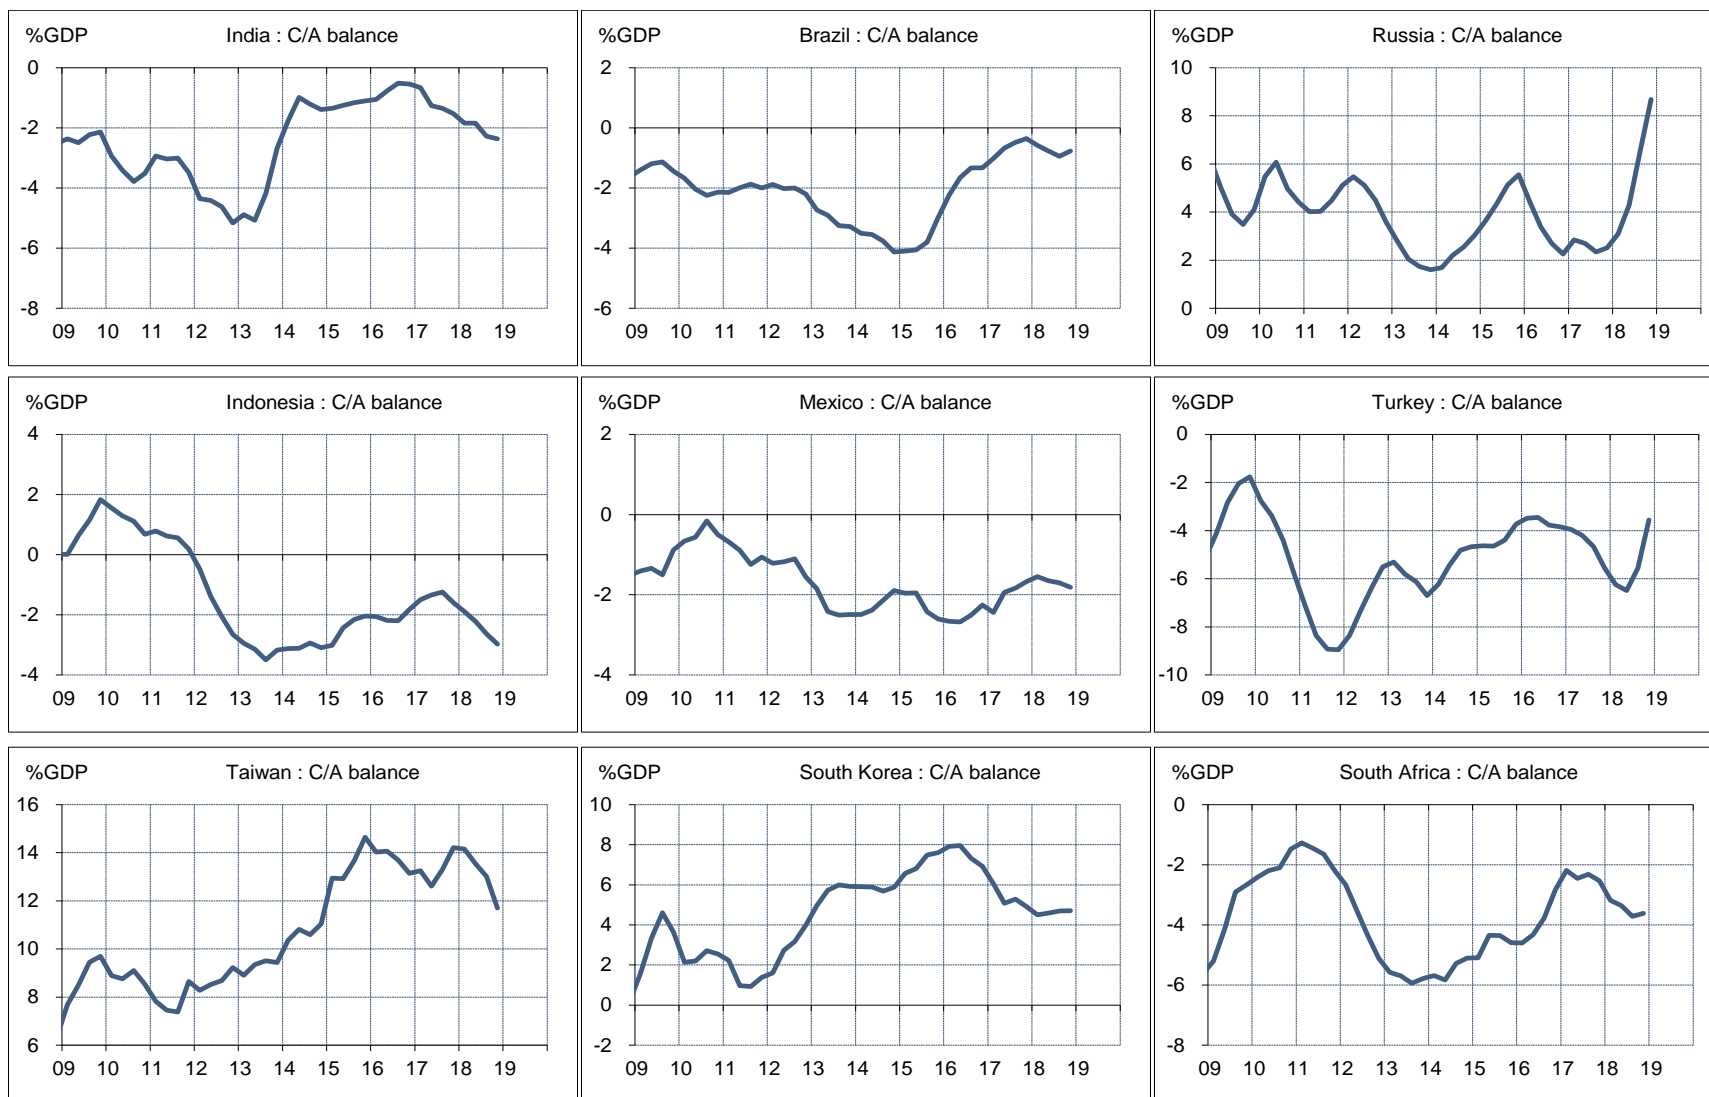 %GDP India : C/A balance
0
-2
-4
-6
-8
09 10 11 12 13 14 15 16 17 18 19
%GDP Brazil : C/A balance
2
0
-2
-4
-6
09 10 11 12 13 14 15 16 17 18 19
%GDP Russia : C/A balance
10
8
6
4
2
0
09 10 11 12 13 14 15 16 17 18 19
%GDP Indonesia : C/A balance
4
2
0
-2
-4
09 10 11 12 13 14 15 16 17 18 19
%GDP Mexico : C/A balance
2
0
-2
-4
09 10 11 12 13 14 15 16 17 18 19
%GDP Turkey : C/A balance
0
-2
-4
-6
-8
-10
09 10 11 12 13 14 15 16 17 18 19
%GDP Taiwan : C/A balance
16
14
12
10
8
6
09 10 11 12 13 14 15 16 17 18 19
%GDP South Korea : C/A balance
10
8
6
4
2
0
-2
09 10 11 12 13 14 15 16 17 18 19
%GDP South Africa : C/A balance
0
-2
-4
-6
-8
09 10 11 12 13 14 15 16 17 18 19